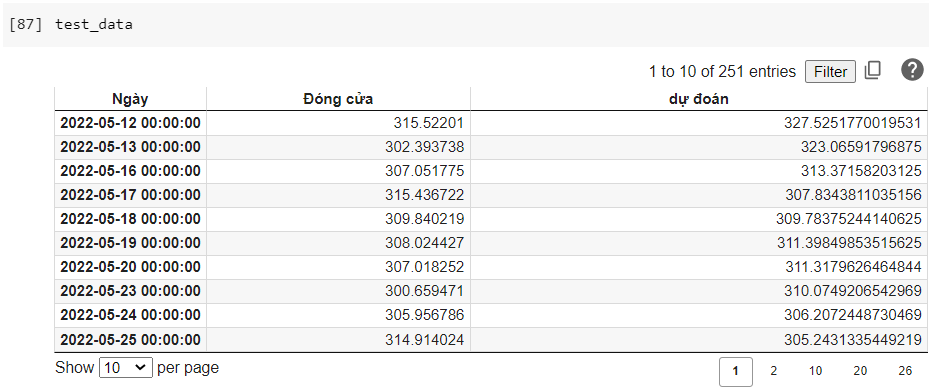 [87] test_data
1 to 10 of 251 entries Filter
Ngày Đóng cửa dự đoán
2022-05-12 00:00:00 315.52201 327.5251770019531
2022-05-13 00:00:00 302.393738 323.06591796875
2022-05-16 00:00:00 307.051775 313.37158203125
2022-05-17 00:00:00 315.436722 307.8343811035156
2022-05-18 00:00:00 309.840219 309.78375244140625
2022-05-19 00:00:00 308.024427 311.39849853515625
2022-05-20 00:00:00 307.018252 311.3179626464844
2022-05-23 00:00:00 300.659471 310.0749206542969
2022-05-24 00:00:00 305.956786 306.2072448730469
2022-05-25 00:00:00 314.914024 305.2431335449219
Show 10 per page 1 2 10 20 26